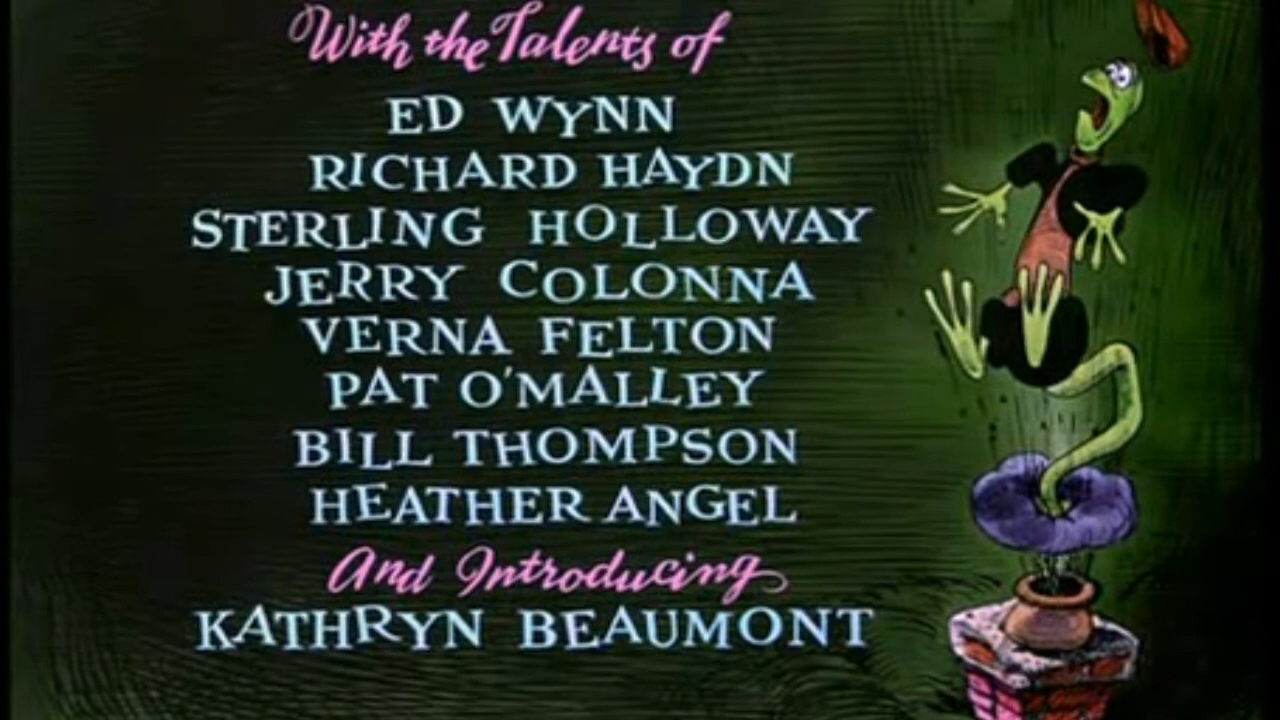 With the Talents of
ED WYNN
RICHARD HAYDN
STERLING HOLLOWAY
JERRY COLONNA
VERNA FELTON
PAT O'MALLEY
BILL THOMPSON
HEATHER ANGEL
And Introducing
KATHRYN BEAUMONT